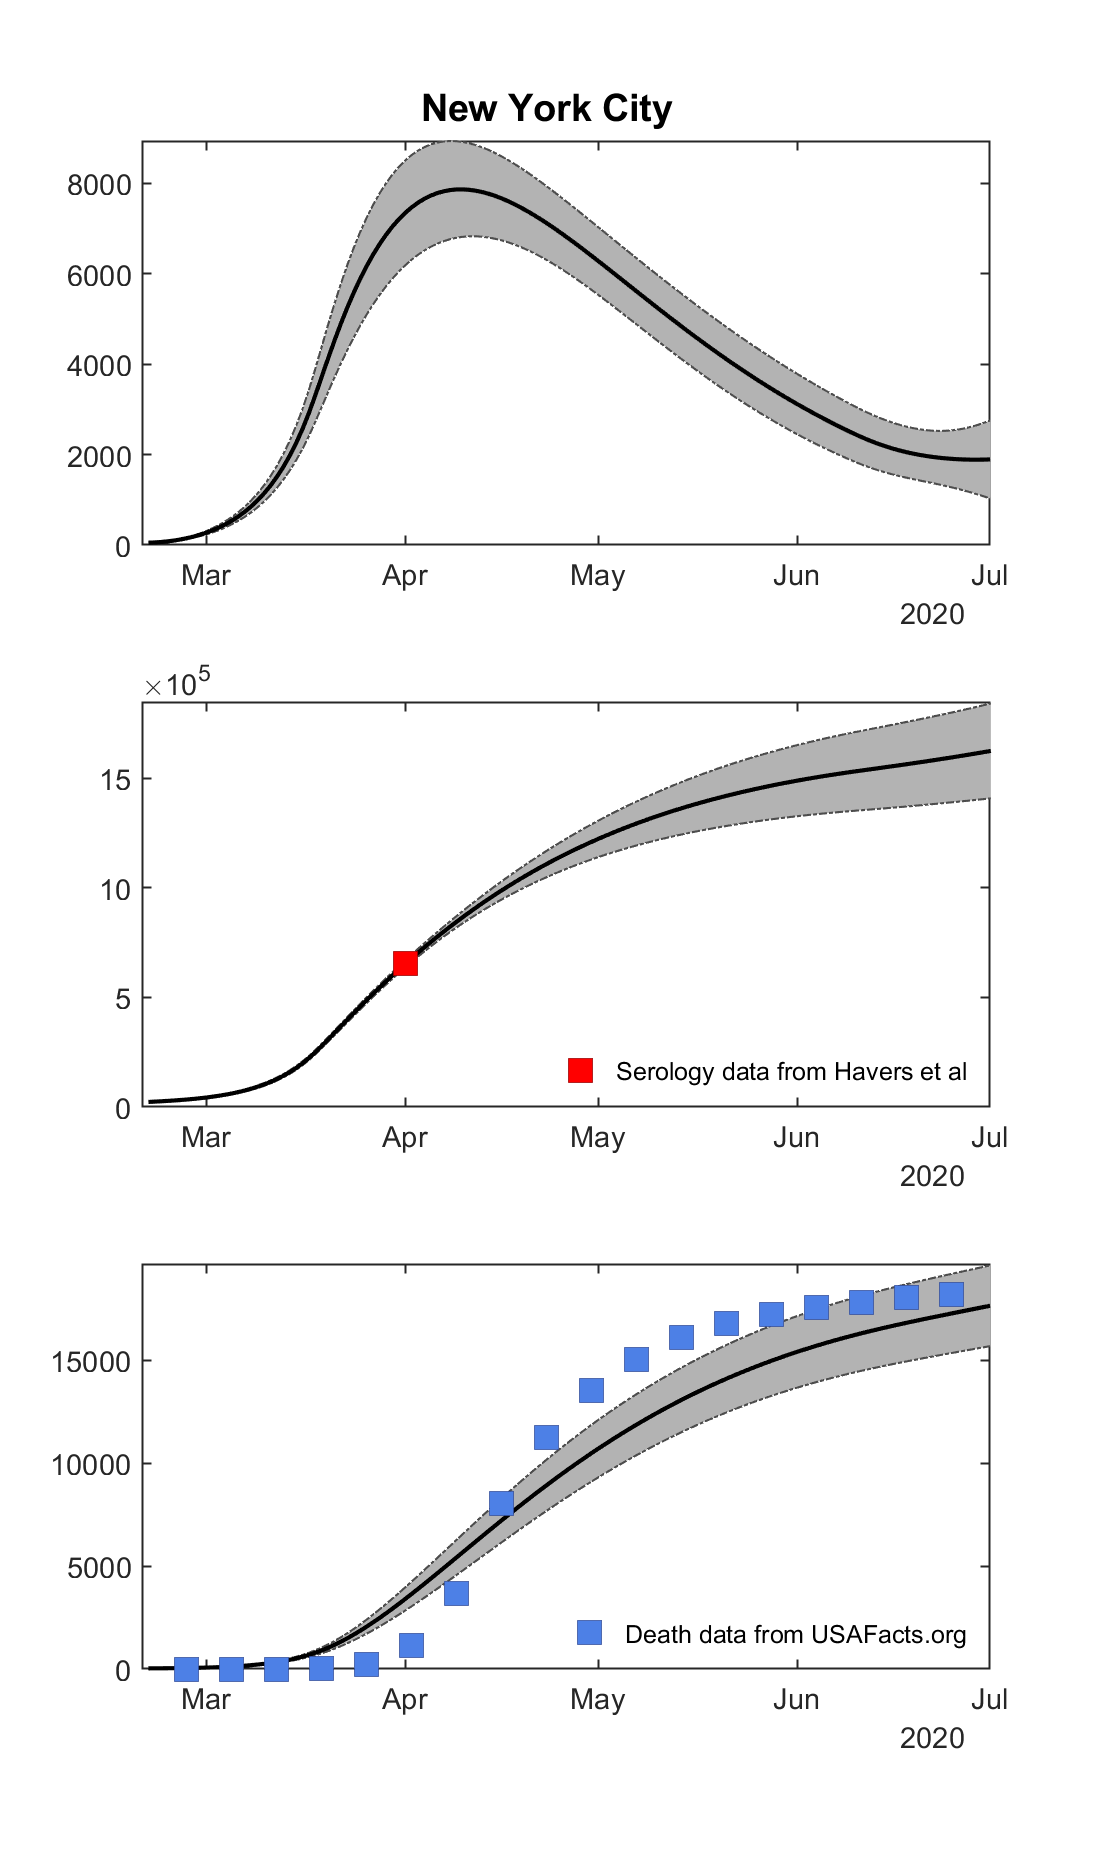 New York City
8000
6000
4000
2000
0
Mar Apr May Jun Jul
2020
×10⁵
15
10
5
0
Serology data from Havers et al
Mar Apr May Jun Jul
2020
15000
10000
5000
0
Death data from USAFacts.org
Mar Apr May Jun Jul
2020